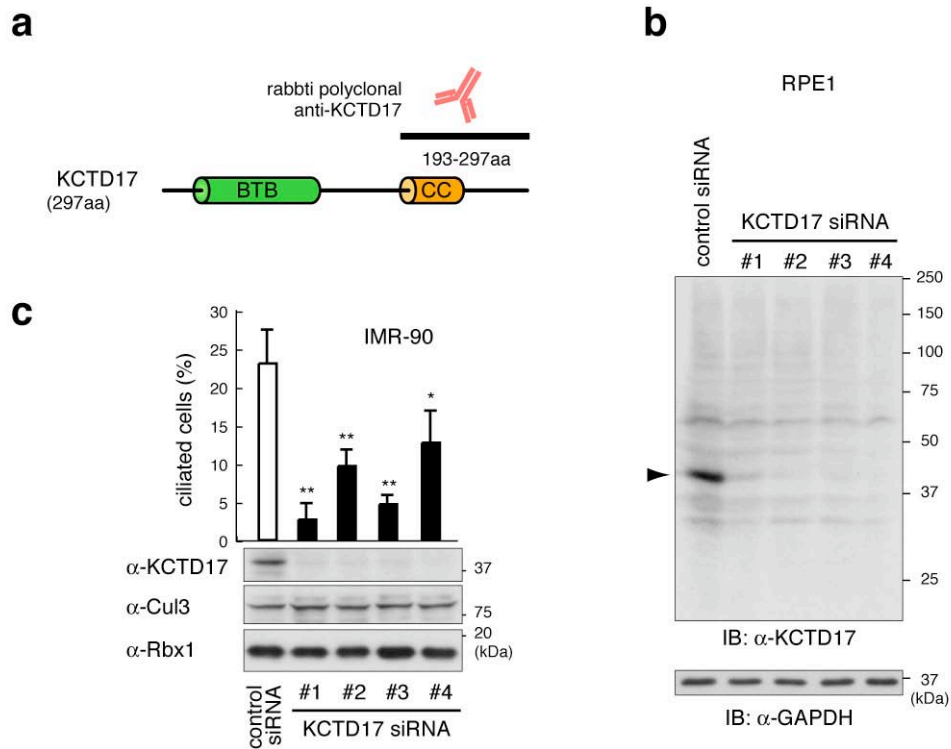 a
rabbti polyclonal
anti-KCTD17
193-297aa
KCTD17
(297aa)
BTB
CC
b
RPE1
control siRNA
KCTD17 siRNA
#1 #2 #3 #4
250
150
100
75
50
37
25
IB: α-KCTD17
37
(kDa)
IB: α-GAPDH
c
IMR-90
ciliated cells (%)
30
25
20
15
10
5
0
**
**
**
*
α-KCTD17
37
α-Cul3
75
α-Rbx1
20
(kDa)
control
siRNA
#1 #2 #3 #4
KCTD17 siRNA